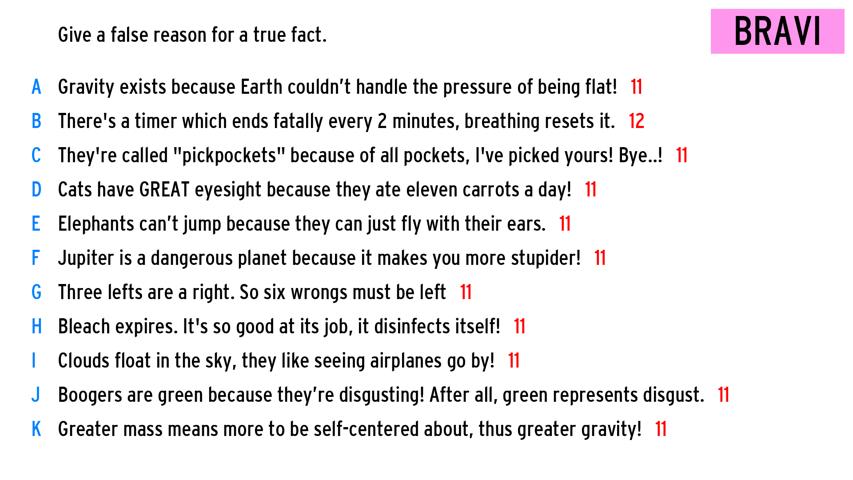 Give a false reason for a true fact.
BRAVI
A Gravity exists because Earth couldn't handle the pressure of being flat! 11
B There's a timer which ends fatally every 2 minutes, breathing resets it. 12
C They're called "pickpockets" because of all pockets, I've picked yours! Bye..! 11
D Cats have GREAT eyesight because they ate eleven carrots a day! 11
E Elephants can't jump because they can just fly with their ears. 11
F Jupiter is a dangerous planet because it makes you more stupider! 11
G Three lefts are a right. So six wrongs must be left 11
H Bleach expires. It's so good at its job, it disinfects itself! 11
I Clouds float in the sky, they like seeing airplanes go by! 11
J Boogers are green because they're disgusting! After all, green represents disgust. 11
K Greater mass means more to be self-centered about, thus greater gravity! 11